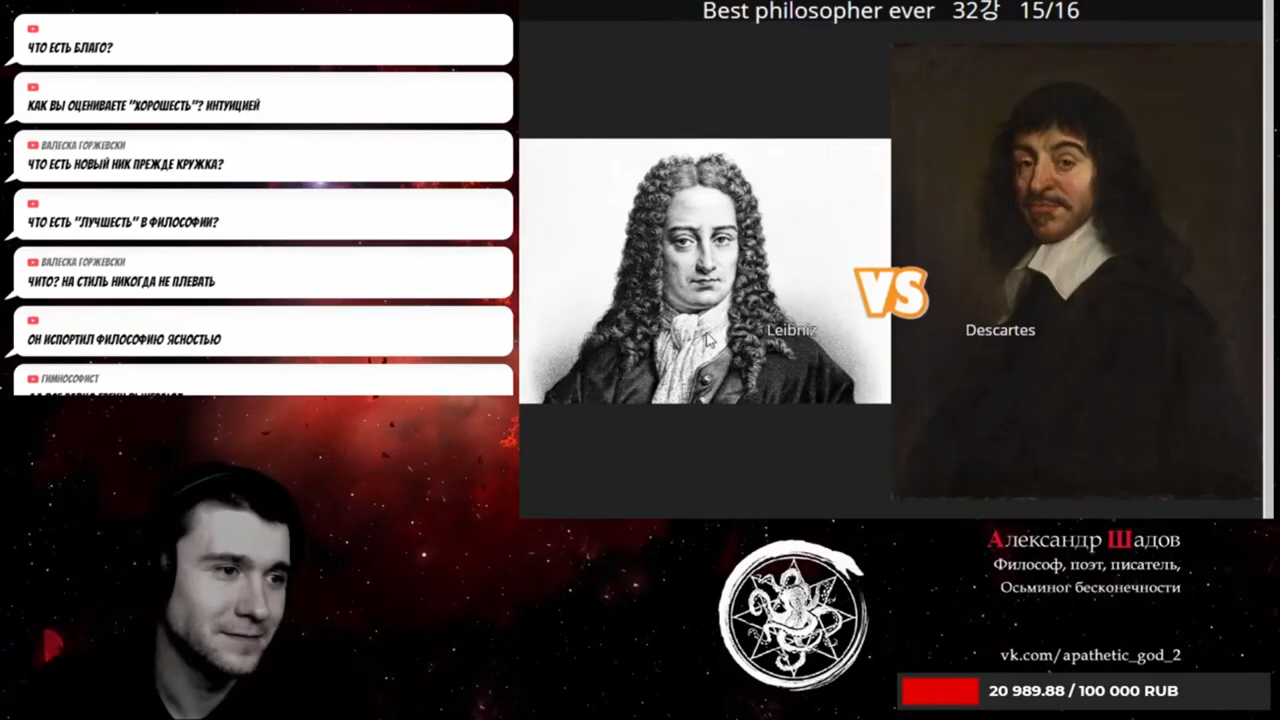 ЧТО ЕСТЬ БЛАГО?
КАК ВЫ ОЦЕНИВАЕТЕ "ХОРОШЕСТЬ"? ИНТУИЦИЕЙ
ВАЛЕСКА ГОРЖЕВСКИ
ЧТО ЕСТЬ НОВЫЙ НИК ПРЕЖДЕ КРУЖКА?
ЧТО ЕСТЬ "ЛУЧШЕСТЬ" В ФИЛОСОФИИ?
ВАЛЕСКА ГОРЖЕВСКИ
ЧИТО? НА СТИЛЬ НИКОГДА НЕ ПЛЕВАТЬ
ОН ИСПОРТИЛ ФИЛОСОФИЮ ЯСНОСТЬЮ
ГИМНОСОФИСТ
Best philosopher ever 32강 15/16
Leibniz
VS
Descartes
Александр Шадов
Философ, поэт, писатель,
Осьминог бесконечности
vk.com/apathetic_god_2
20 989.88 / 100 000 RUB